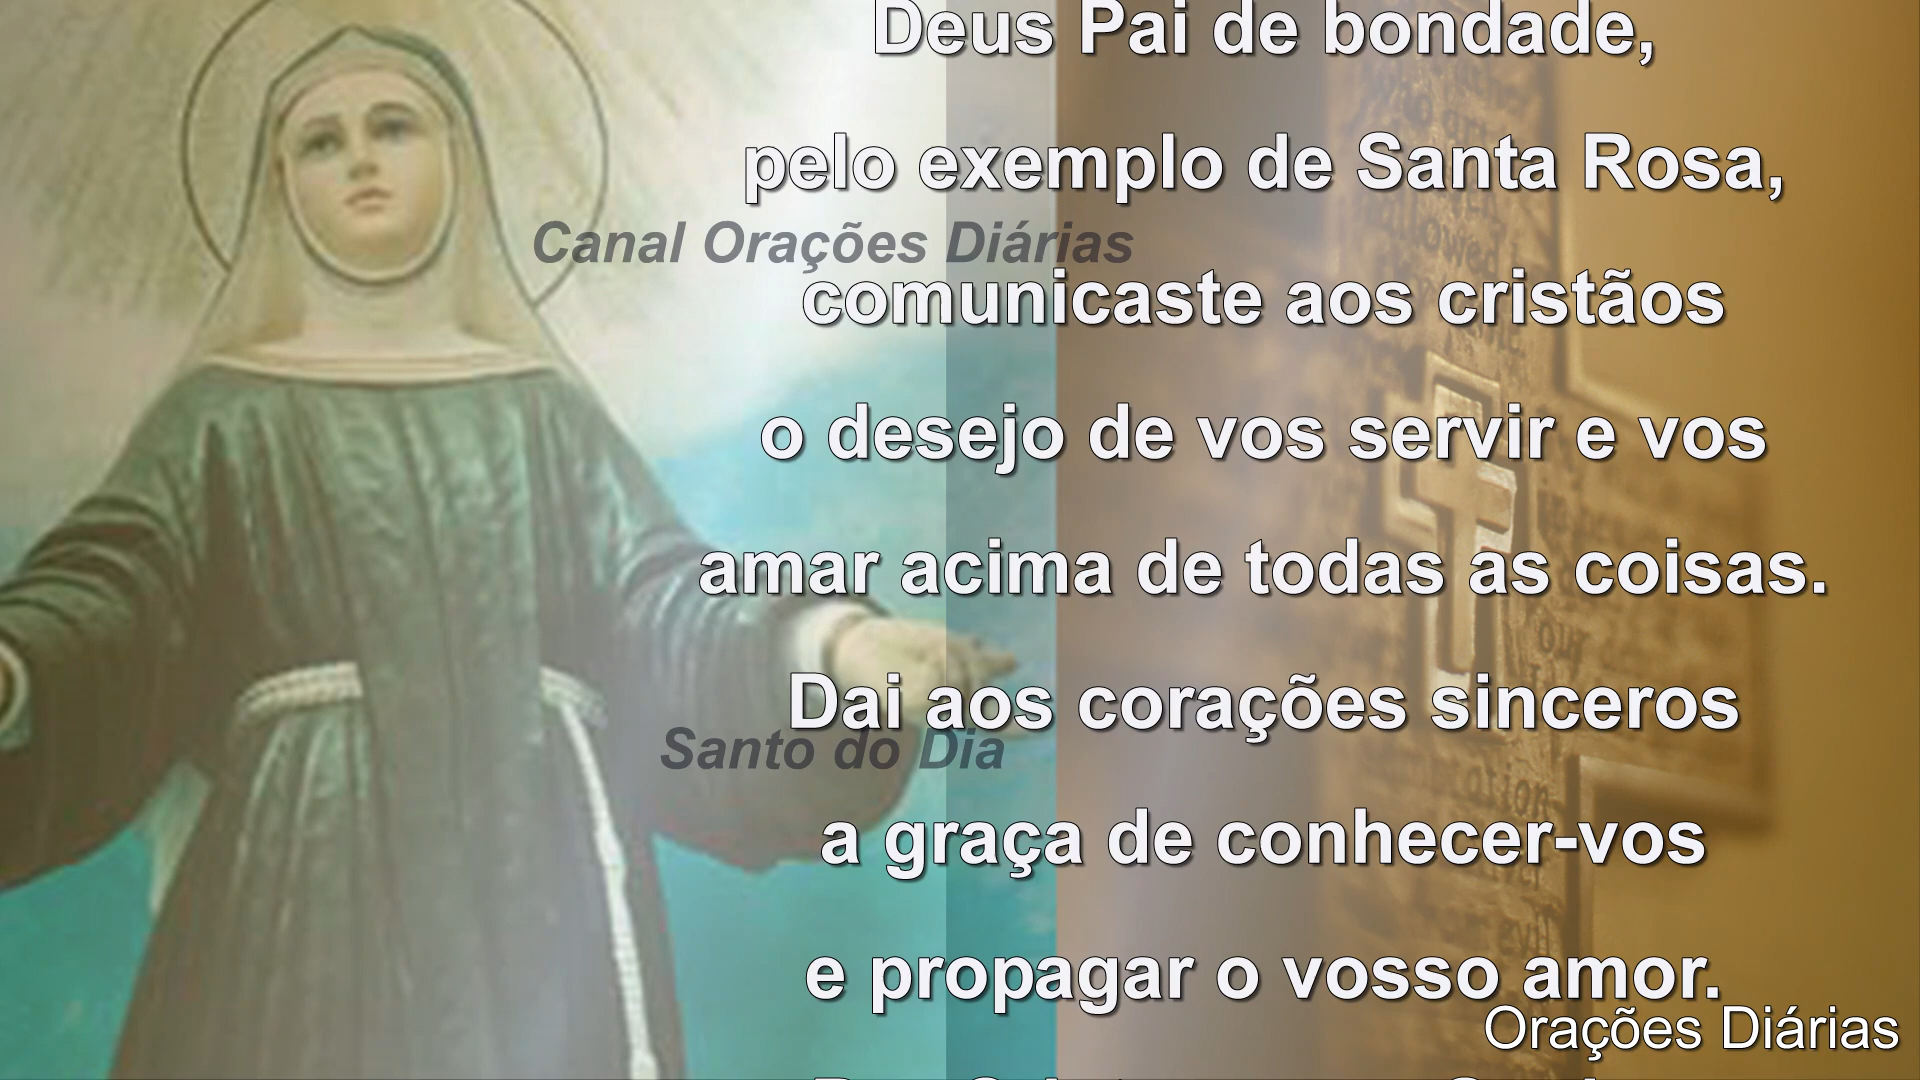 Deus Pai de bondade,
pelo exemplo de Santa Rosa,
Canal Orações Diárias
comunicaste aos cristãos
o desejo de vos servir e vos
amar acima de todas as coisas.
Dai aos corações sinceros
Santo do Dia
a graça de conhecer-vos
e propagar o vosso amor.
Orações Diárias